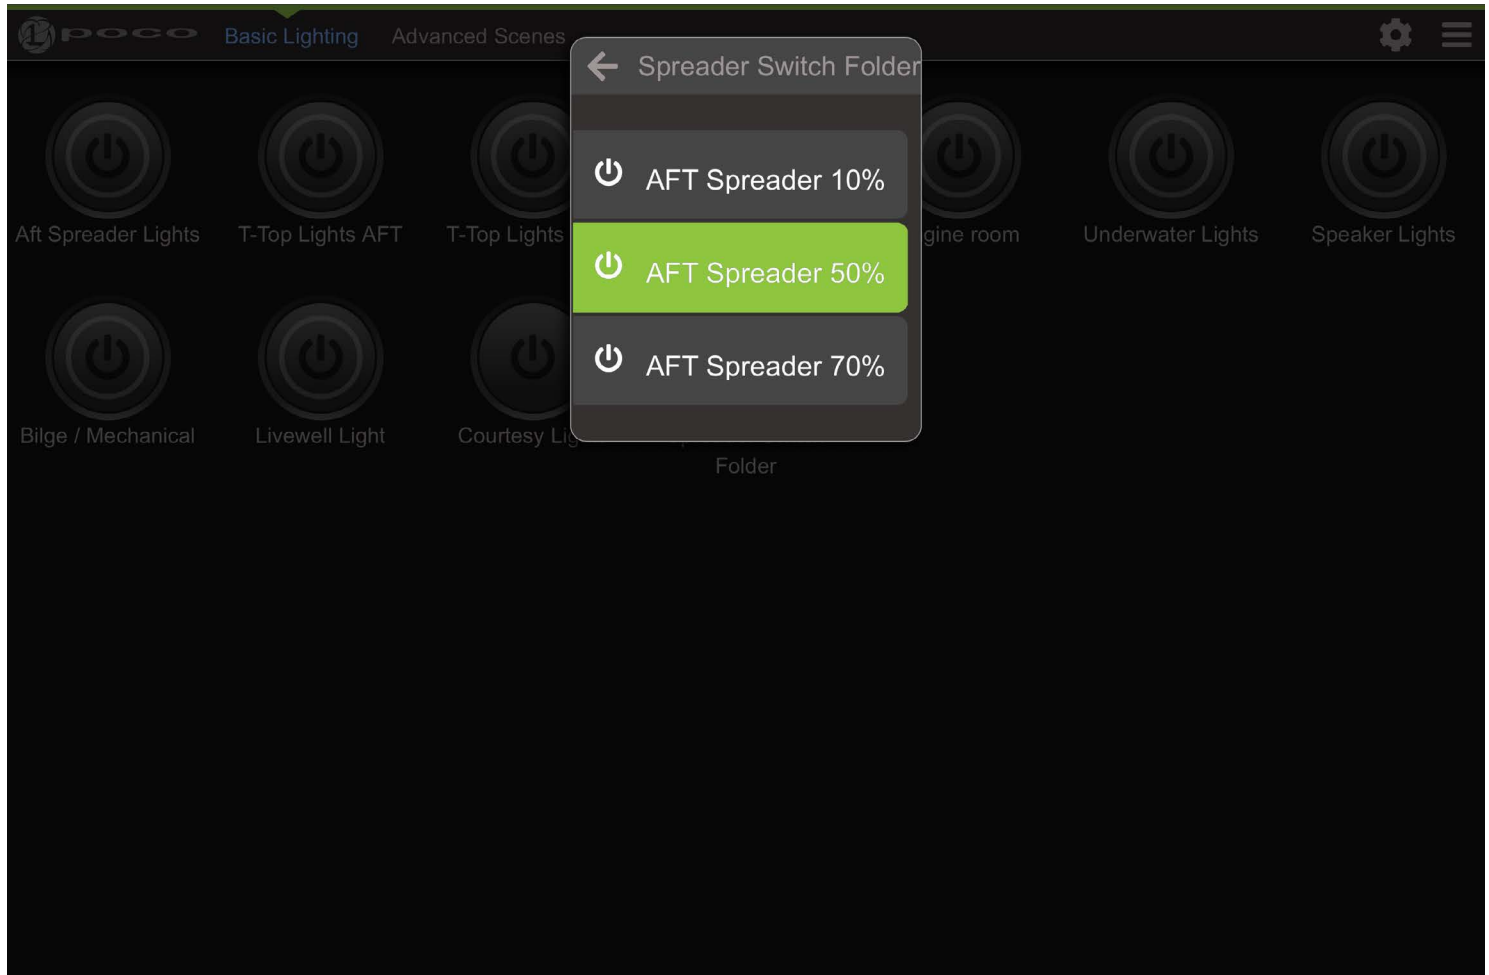 poco Basic Lighting Advanced Scenes
Spreader Switch Folder
AFT Spreader 10%
AFT Spreader 50%
AFT Spreader 70%
Aft Spreader Lights T-Top Lights AFT T-Top Lights room Underwater Lights Speaker Lights
Bilge / Mechanical Livewell Light Courtesy
Folder